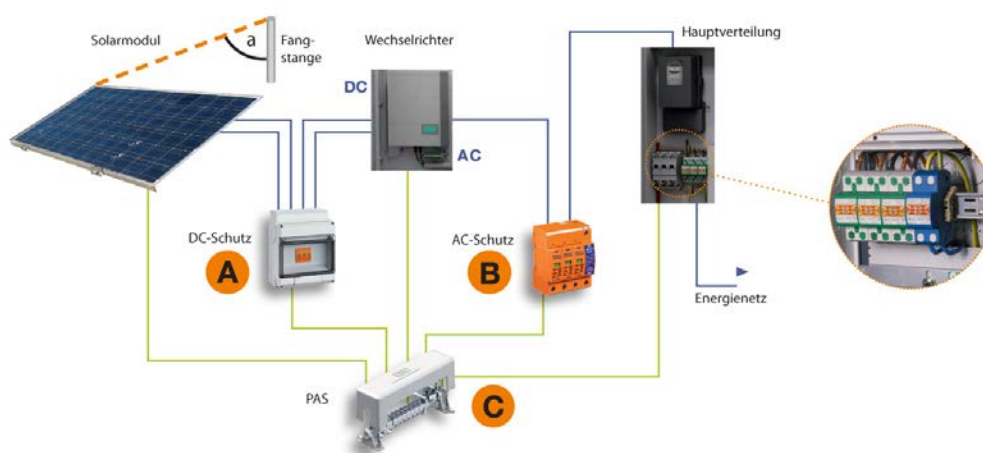 Solarmodul
a
Fang-
stange
Wechselrichter
Hauptverteilung
DC
AC
DC-Schutz
A
AC-Schutz
B
Energienetz
PAS
C